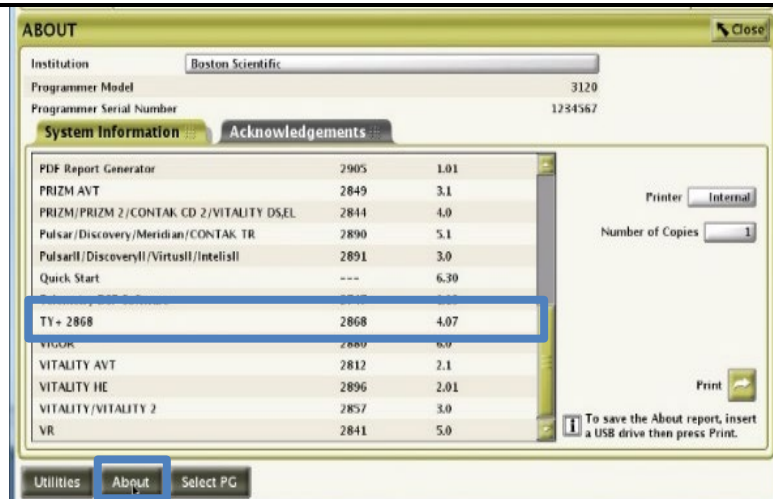 ABOUT Close
Institution Boston Scientific
Programmer Model 3120
Programmer Serial Number 1234567
System Information Acknowledgements
PDF Report Generator 2905 1.01
PRIZM AVT 2849 3.1
PRIZM/PRIZM 2/CONTAK CD 2/VITALITY DS,EL 2844 4.0
Pulsar/Discovery/Meridian/CONTAK TR 2890 5.1
PulsarII/DiscoveryII/VirtusII/IntelisII 2891 3.0
Quick Start --- 6.30
TY+ 2868 2868 4.07
VIGOR 2880 6.0
VITALITY AVT 2812 2.1
VITALITY HE 2896 2.01
VITALITY/VITALITY 2 2857 3.0
VR 2841 5.0
Printer Internal
Number of Copies 1
Print
To save the About report, insert
a USB drive then press Print.
Utilities About Select PG